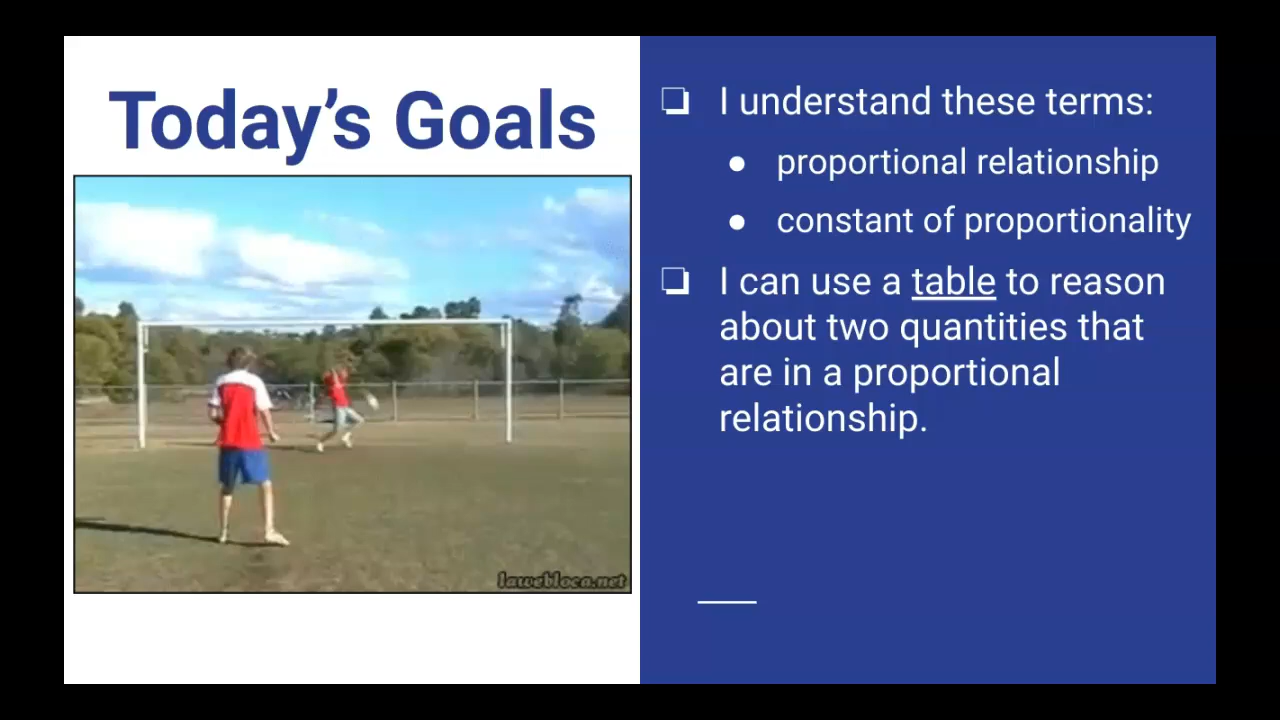 Today's Goals
lawebloca.net
❏ I understand these terms:
● proportional relationship
● constant of proportionality
❏ I can use a table to reason
about two quantities that
are in a proportional
relationship.